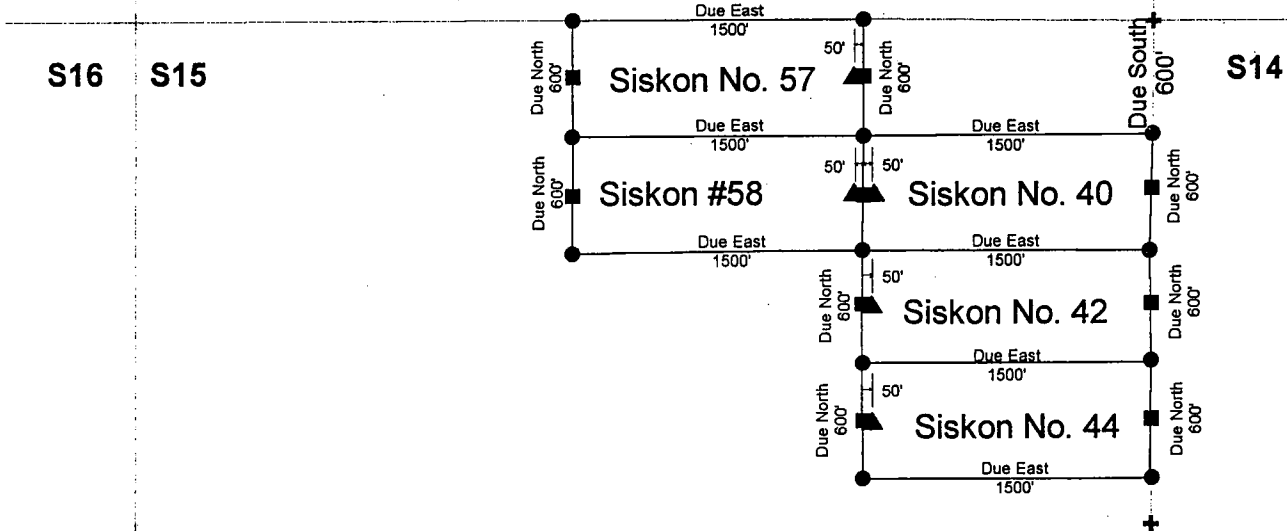 Due East
1500'
S16
S15
50'
Due South
600'
S14
Due North
600'
Siskon No. 57
Due North
600'
Due East
1500'
Due East
1500'
50'
50'
Due North
600'
Siskon #58
Siskon No. 40
Due North
600'
Due East
1500'
Due East
1500'
50'
Due North
600'
Siskon No. 42
Due North
600'
Due East
1500'
50'
Due North
600'
Siskon No. 44
Due North
600'
Due East
1500'